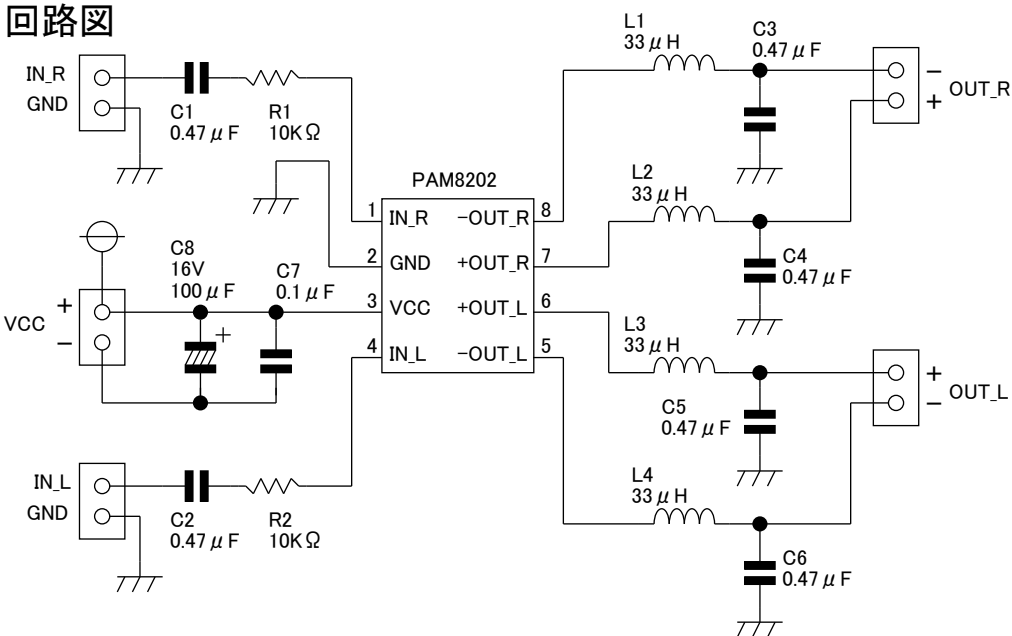 回路図
IN_R
GND
C1
0.47μF
R1
10KΩ
L1
33μH
C3
0.47μF
−
+
OUT_R
PAM8202
1 IN_R
2 GND
3 VCC
4 IN_L
−OUT_R 8
+OUT_R 7
+OUT_L 6
−OUT_L 5
L2
33μH
C4
0.47μF
VCC
+
−
C8
16V
100μF
+
C7
0.1μF
L3
33μH
C5
0.47μF
+
−
OUT_L
IN_L
GND
C2
0.47μF
R2
10KΩ
L4
33μH
C6
0.47μF